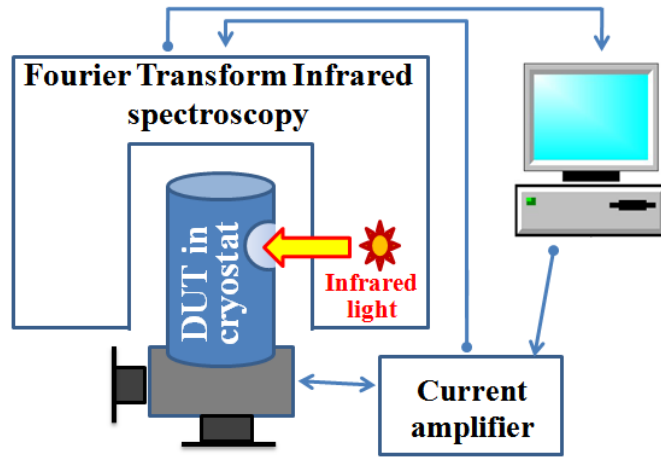 Fourier Transform Infrared
spectroscopy
DUT in
cryostat
Infrared
light
Current
amplifier